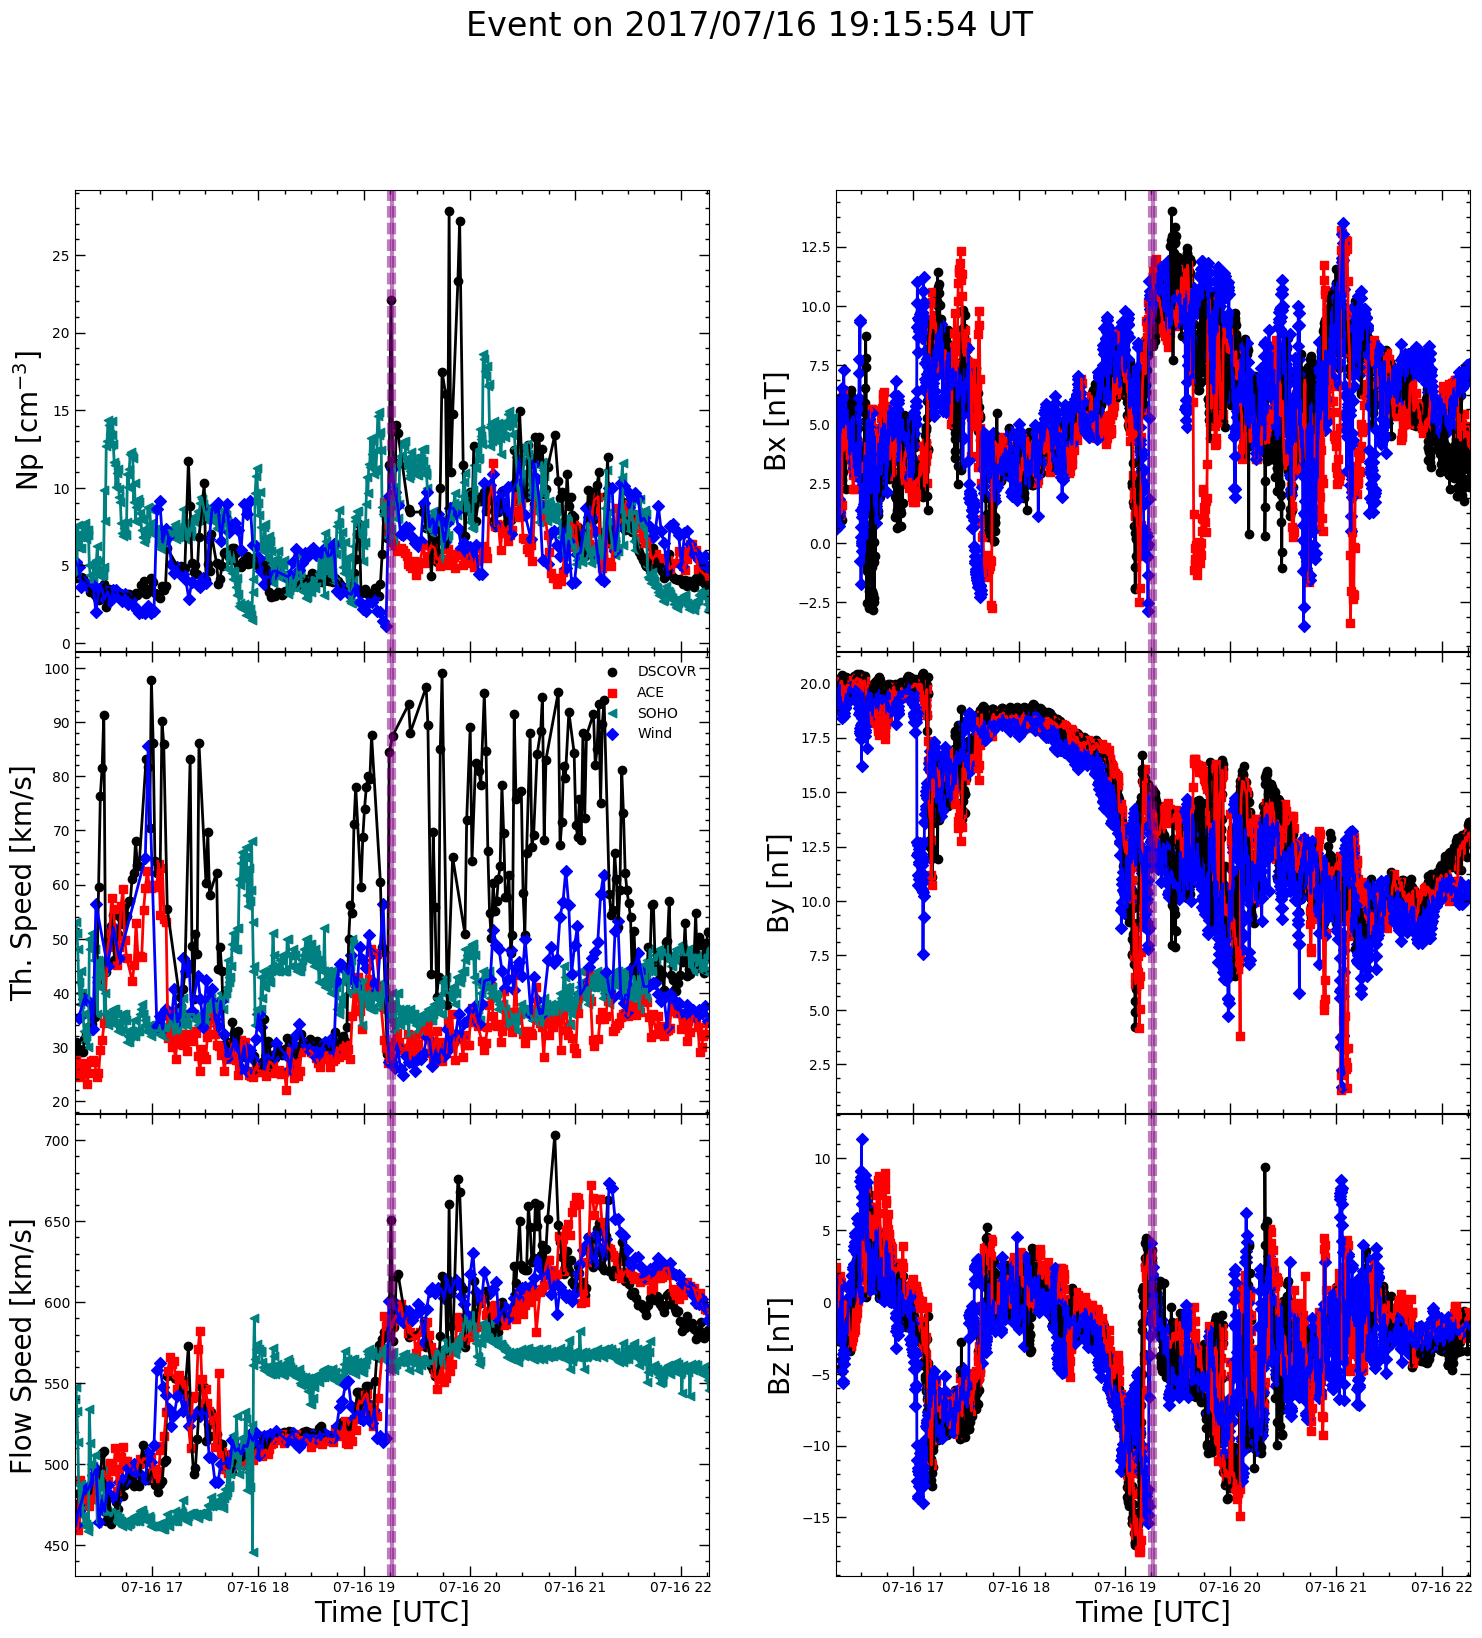 Event on 2017/07/16 19:15:54 UT
Np [cm⁻³]
25
20
15
10
5
0
Bx [nT]
12.5
10.0
7.5
5.0
2.5
0.0
−2.5
Th. Speed [km/s]
100
90
80
70
60
50
40
30
20
DSCOVR
ACE
SOHO
Wind
By [nT]
20.0
17.5
15.0
12.5
10.0
7.5
5.0
2.5
Flow Speed [km/s]
700
650
600
550
500
450
07-16 17 07-16 18 07-16 19 07-16 20 07-16 21 07-16 22
Time [UTC]
Bz [nT]
10
5
0
−5
−10
−15
07-16 17 07-16 18 07-16 19 07-16 20 07-16 21 07-16 22
Time [UTC]